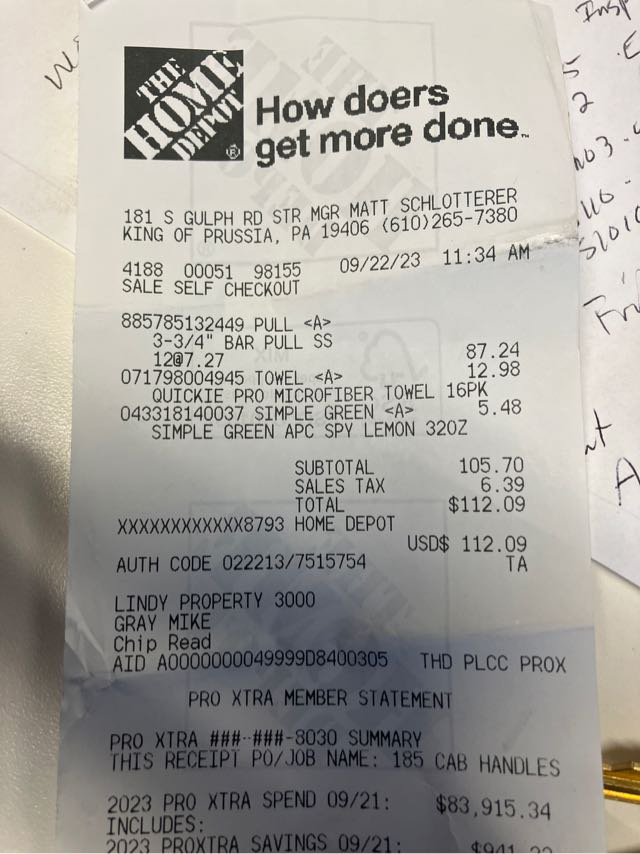 THE
HOME
DEPOT
How doers
get more done.
181 S GULPH RD STR MGR MATT SCHLOTTERER
KING OF PRUSSIA, PA 19406 (610)265-7380
4188 00051 98155 09/22/23 11:34 AM
SALE SELF CHECKOUT
885785132449 PULL <A>
3-3/4" BAR PULL SS
12@7.27 87.24
071798004945 TOWEL <A> 12.98
QUICKIE PRO MICROFIBER TOWEL 16PK
043318140037 SIMPLE GREEN <A> 5.48
SIMPLE GREEN APC SPY LEMON 32OZ
SUBTOTAL 105.70
SALES TAX 6.39
TOTAL $112.09
XXXXXXXXXXXX8793 HOME DEPOT
USD$ 112.09
AUTH CODE 022213/7515754 TA
LINDY PROPERTY 3000
GRAY MIKE
Chip Read
AID A0000000049999D8400305 THD PLCC PROX
PRO XTRA MEMBER STATEMENT
PRO XTRA ###-###-8030 SUMMARY
THIS RECEIPT PO/JOB NAME: 185 CAB HANDLES
2023 PRO XTRA SPEND 09/21: $83,915.34
INCLUDES:
2023 PROXTRA SAVINGS 09/21: